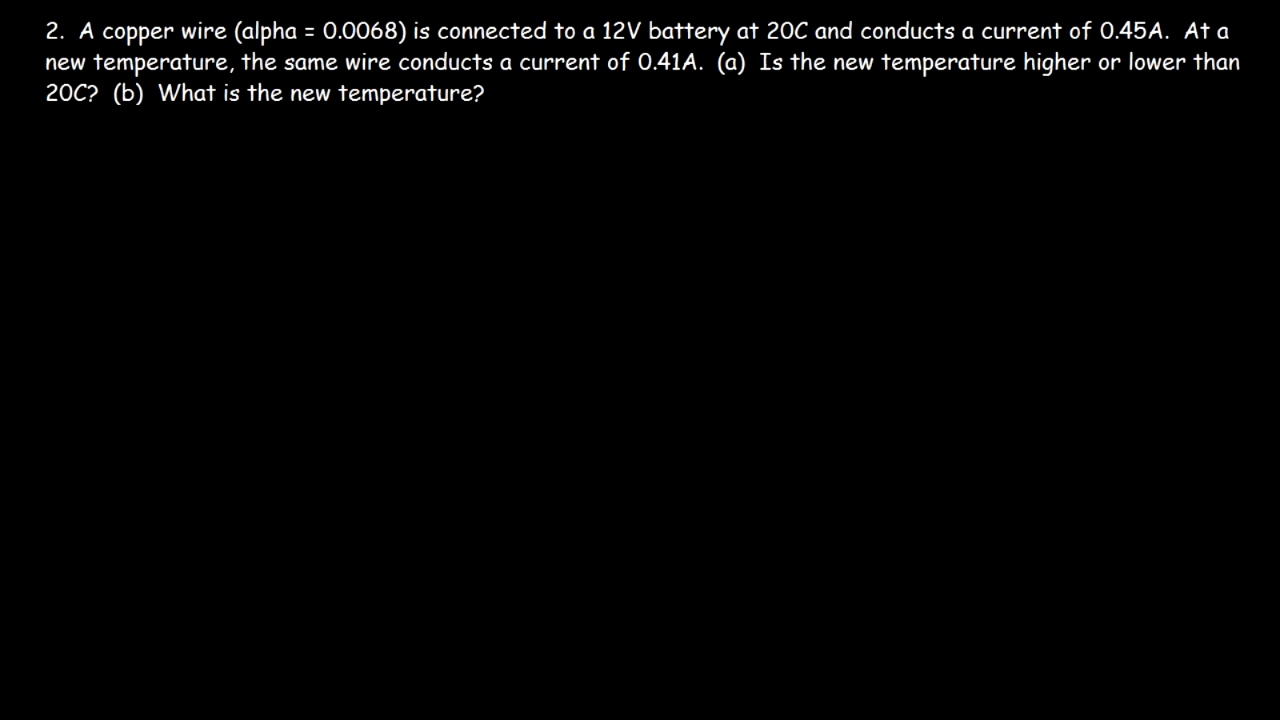 2. A copper wire (alpha = 0.0068) is connected to a 12V battery at 20C and conducts a current of 0.45A. At a
new temperature, the same wire conducts a current of 0.41A. (a) Is the new temperature higher or lower than
20C? (b) What is the new temperature?